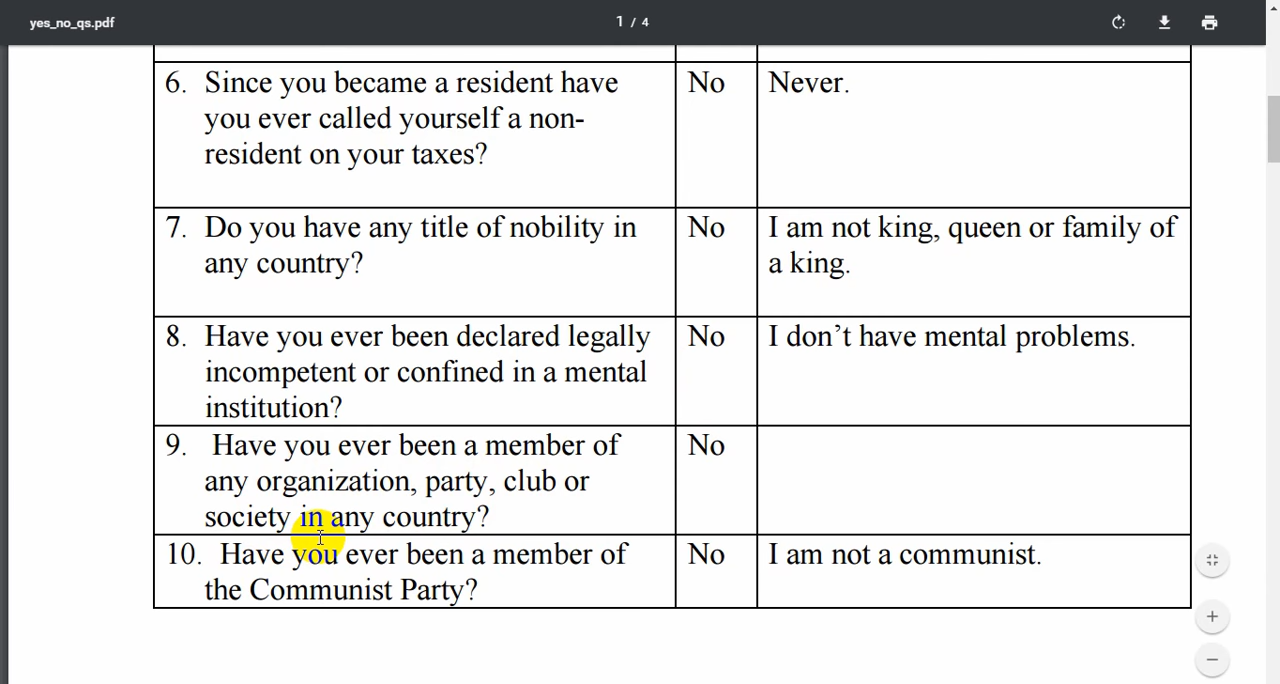 yes_no_qs.pdf
1 / 4
6. Since you became a resident have
you ever called yourself a non-
resident on your taxes?
No
Never.
7. Do you have any title of nobility in
any country?
No
I am not king, queen or family of
a king.
8. Have you ever been declared legally
incompetent or confined in a mental
institution?
No
I don’t have mental problems.
9. Have you ever been a member of
any organization, party, club or
society in any country?
No
10. Have you ever been a member of
the Communist Party?
No
I am not a communist.